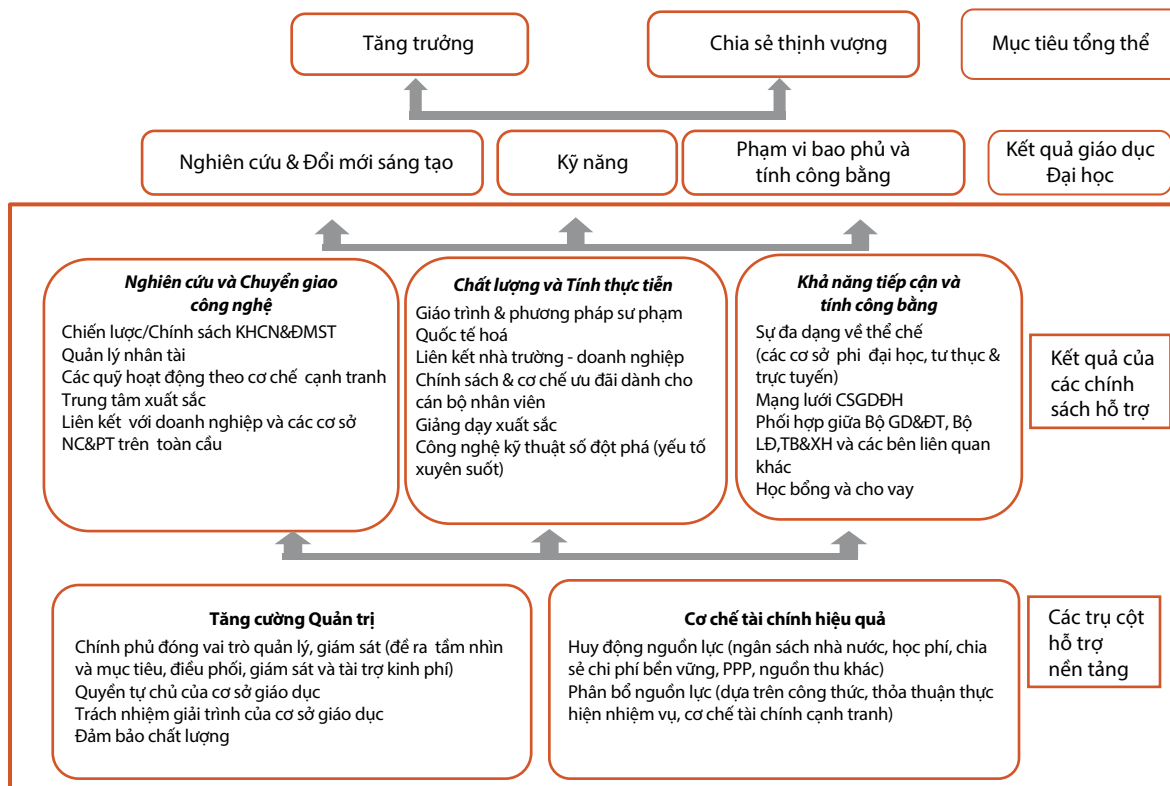 Tăng trưởng
Chia sẻ thịnh vượng
Mục tiêu tổng thể
Nghiên cứu & Đổi mới sáng tạo
Kỹ năng
Phạm vi bao phủ và
tính công bằng
Kết quả giáo dục
Đại học
Nghiên cứu và Chuyển giao
công nghệ
Chiến lược/Chính sách KHCN&ĐMST
Quản lý nhân tài
Các quỹ hoạt động theo cơ chế cạnh tranh
Trung tâm xuất sắc
Liên kết với doanh nghiệp và các cơ sở
NC&PT trên toàn cầu
Chất lượng và Tính thực tiễn
Giáo trình & phương pháp sư phạm
Quốc tế hoá
Liên kết nhà trường - doanh nghiệp
Chính sách & cơ chế ưu đãi dành cho
cán bộ nhân viên
Giảng dạy xuất sắc
Công nghệ kỹ thuật số đột phá (yếu tố
xuyên suốt)
Khả năng tiếp cận và
tính công bằng
Sự đa dạng về thể chế
(các cơ sở phi đại học, tư thục &
trực tuyến)
Mạng lưới CSGDĐH
Phối hợp giữa Bộ GD&ĐT, Bộ
LĐ,TB&XH và các bên liên quan
khác
Học bổng và cho vay
Kết quả của
các chính
sách hỗ trợ
Tăng cường Quản trị
Chính phủ đóng vai trò quản lý, giám sát (đề ra tầm nhìn
và mục tiêu, điều phối, giám sát và tài trợ kinh phí)
Quyền tự chủ của cơ sở giáo dục
Trách nhiệm giải trình của cơ sở giáo dục
Đảm bảo chất lượng
Cơ chế tài chính hiệu quả
Huy động nguồn lực (ngân sách nhà nước, học phí, chia
sẻ chi phí bền vững, PPP, nguồn thu khác)
Phân bổ nguồn lực (dựa trên công thức, thỏa thuận thực
hiện nhiệm vụ, cơ chế tài chính cạnh tranh)
Các trụ cột
hỗ trợ
nền tảng